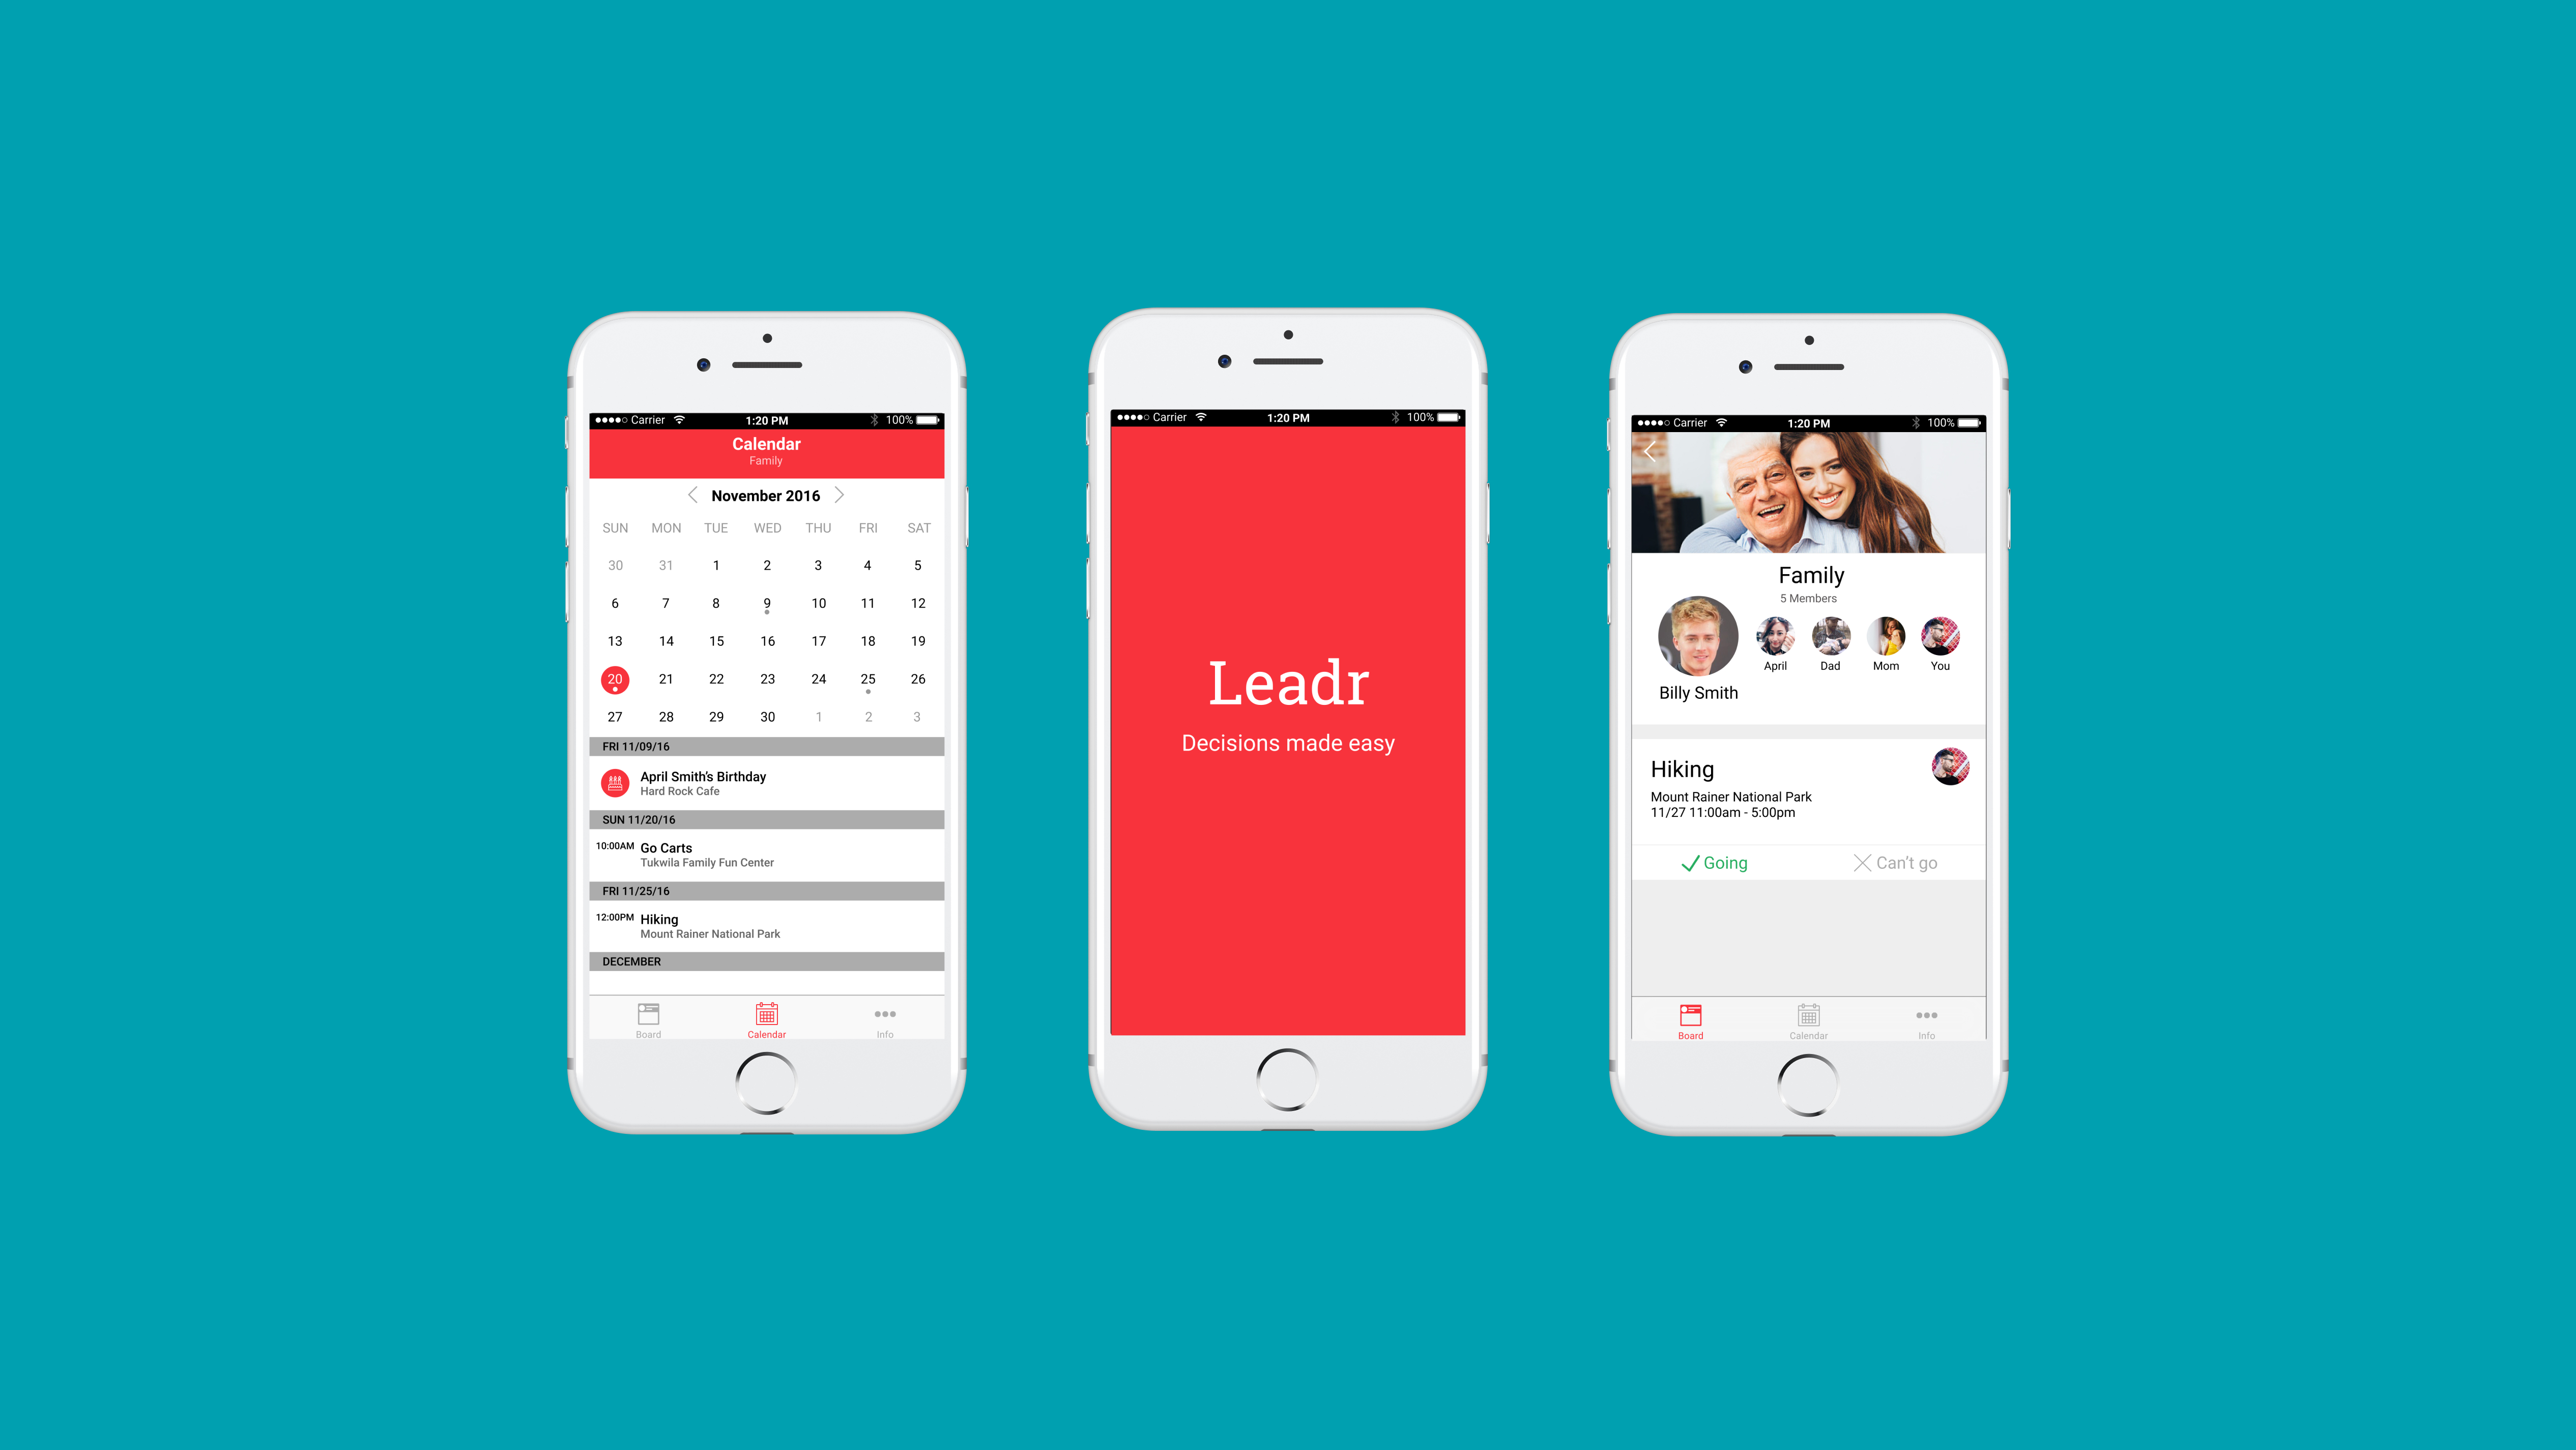 Carrier 1:20 PM 100%
Calendar
Family
November 2016
SUN MON TUE WED THU FRI SAT
30 31 1 2 3 4 5
6 7 8 9 10 11 12
13 14 15 16 17 18 19
20 21 22 23 24 25 26
27 28 29 30 1 2 3
FRI 11/09/16
April Smith's Birthday
Hard Rock Cafe
SUN 11/20/16
10:00AM Go Carts
Tukwila Family Fun Center
FRI 11/25/16
12:00PM Hiking
Mount Rainer National Park
DECEMBER
Board Calendar Info
Carrier 1:20 PM 100%
Leadr
Decisions made easy
Carrier 1:20 PM 100%
Family
5 Members
April Dad Mom You
Billy Smith
Hiking
Mount Rainer National Park
11/27 11:00am - 5:00pm
Going Can't go
Board Calendar Info